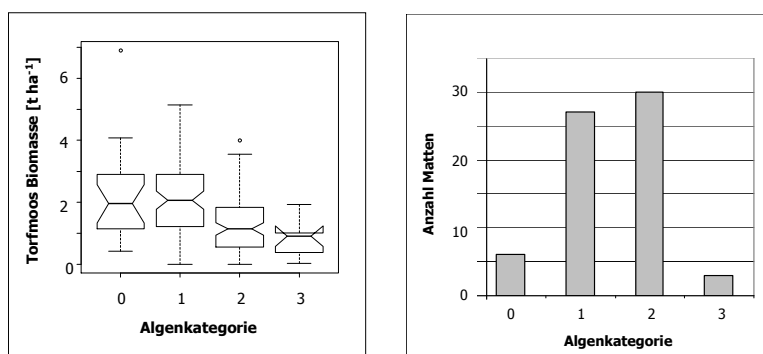 Torfmoos Biomasse [t ha⁻¹]
6
4
2
0
0 1 2 3
Algenkategorie
Anzahl Matten
30
20
10
0
0 1 2 3
Algenkategorie